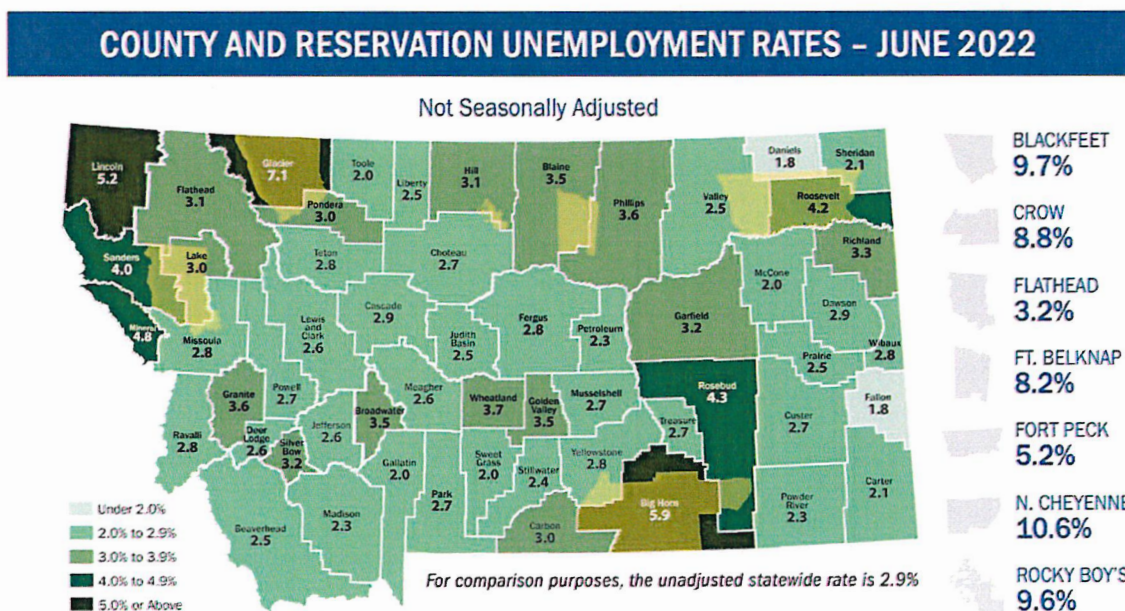 COUNTY AND RESERVATION UNEMPLOYMENT RATES – JUNE 2022
Not Seasonally Adjusted
Lincoln
5.2
Flathead
3.1
Glacier
7.1
Toole
2.0
Liberty
2.5
Hill
3.1
Blaine
3.5
Phillips
3.6
Valley
2.5
Daniels
1.8
Sheridan
2.1
Roosevelt
4.2
Pondera
3.0
Sanders
4.0
Lake
3.0
Teton
2.8
Choteau
2.7
Richland
3.3
McCone
2.0
Dawson
2.9
Mineral
4.8
Missoula
2.8
Lewis
and
Clark
2.6
Cascade
2.9
Judith
Basin
2.5
Fergus
2.8
Petroleum
2.3
Garfield
3.2
Prairie
2.5
Wibaux
2.8
Granite
3.6
Powell
2.7
Meagher
2.6
Wheatland
3.7
Golden
Valley
3.5
Musselshell
2.7
Rosebud
4.3
Fallon
1.8
Ravalli
2.8
Deer
Lodge
2.6
Silver
Bow
3.2
Jefferson
2.6
Broadwater
3.5
Treasure
2.7
Custer
2.7
Gallatin
2.0
Park
2.7
Sweet
Grass
2.0
Stillwater
2.4
Yellowstone
2.8
Big Horn
5.9
Powder
River
2.3
Carter
2.1
Beaverhead
2.5
Madison
2.3
Carbon
3.0
Under 2.0%
2.0% to 2.9%
3.0% to 3.9%
4.0% to 4.9%
5.0% or Above
For comparison purposes, the unadjusted statewide rate is 2.9%
BLACKFEET
9.7%
CROW
8.8%
FLATHEAD
3.2%
FT. BELKNAP
8.2%
FORT PECK
5.2%
N. CHEYENNE
10.6%
ROCKY BOY'S
9.6%